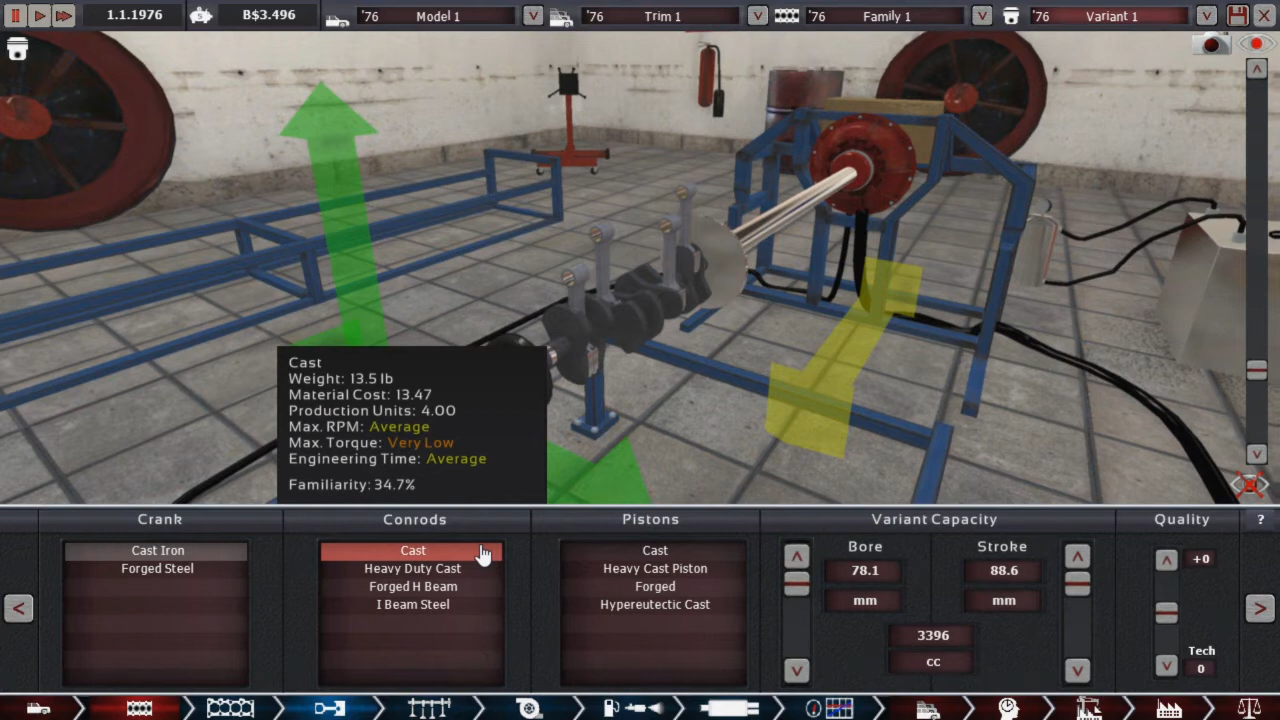 1.1.1976
B$3.496
'76 Model 1
'76 Trim 1
'76 Family 1
'76 Variant 1
Cast
Weight: 13.5 lb
Material Cost: 13.47
Production Units: 4.00
Max. RPM: Average
Max. Torque: Very Low
Engineering Time: Average
Familiarity: 34.7%
Crank
Conrods
Pistons
Variant Capacity
Quality
?
Cast Iron
Forged Steel
Cast
Heavy Duty Cast
Forged H Beam
I Beam Steel
Cast
Heavy Cast Piston
Forged
Hypereutectic Cast
Bore
Stroke
78.1
88.6
mm
mm
3396
cc
+0
Tech
0